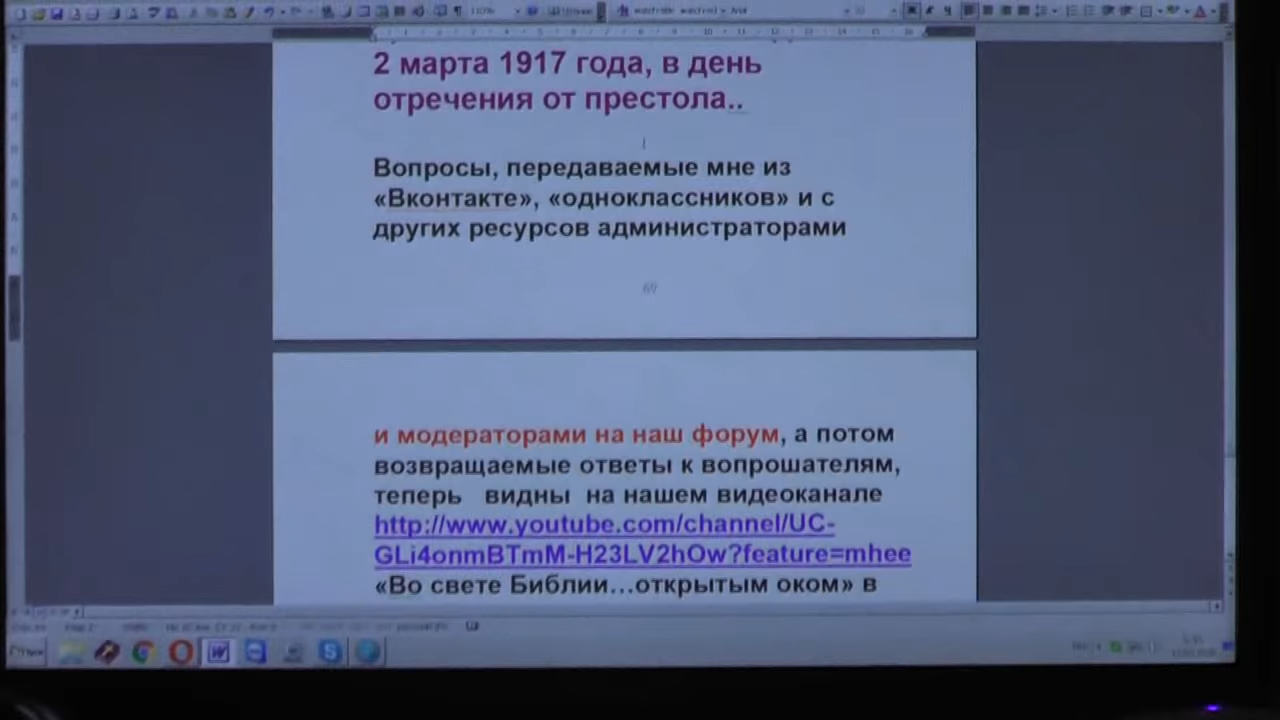 2 марта 1917 года, в день
отречения от престола..
Вопросы, передаваемые мне из
«Вконтакте», «одноклассников» и с
других ресурсов администраторами
69
и модераторами на наш форум, а потом
возвращаемые ответы к вопрошателям,
теперь видны на нашем видеоканале
http://www.youtube.com/channel/UC-
GLi4onmBTmM-H23LV2hOw?feature=mhee
«Во свете Библии...открытым оком» в